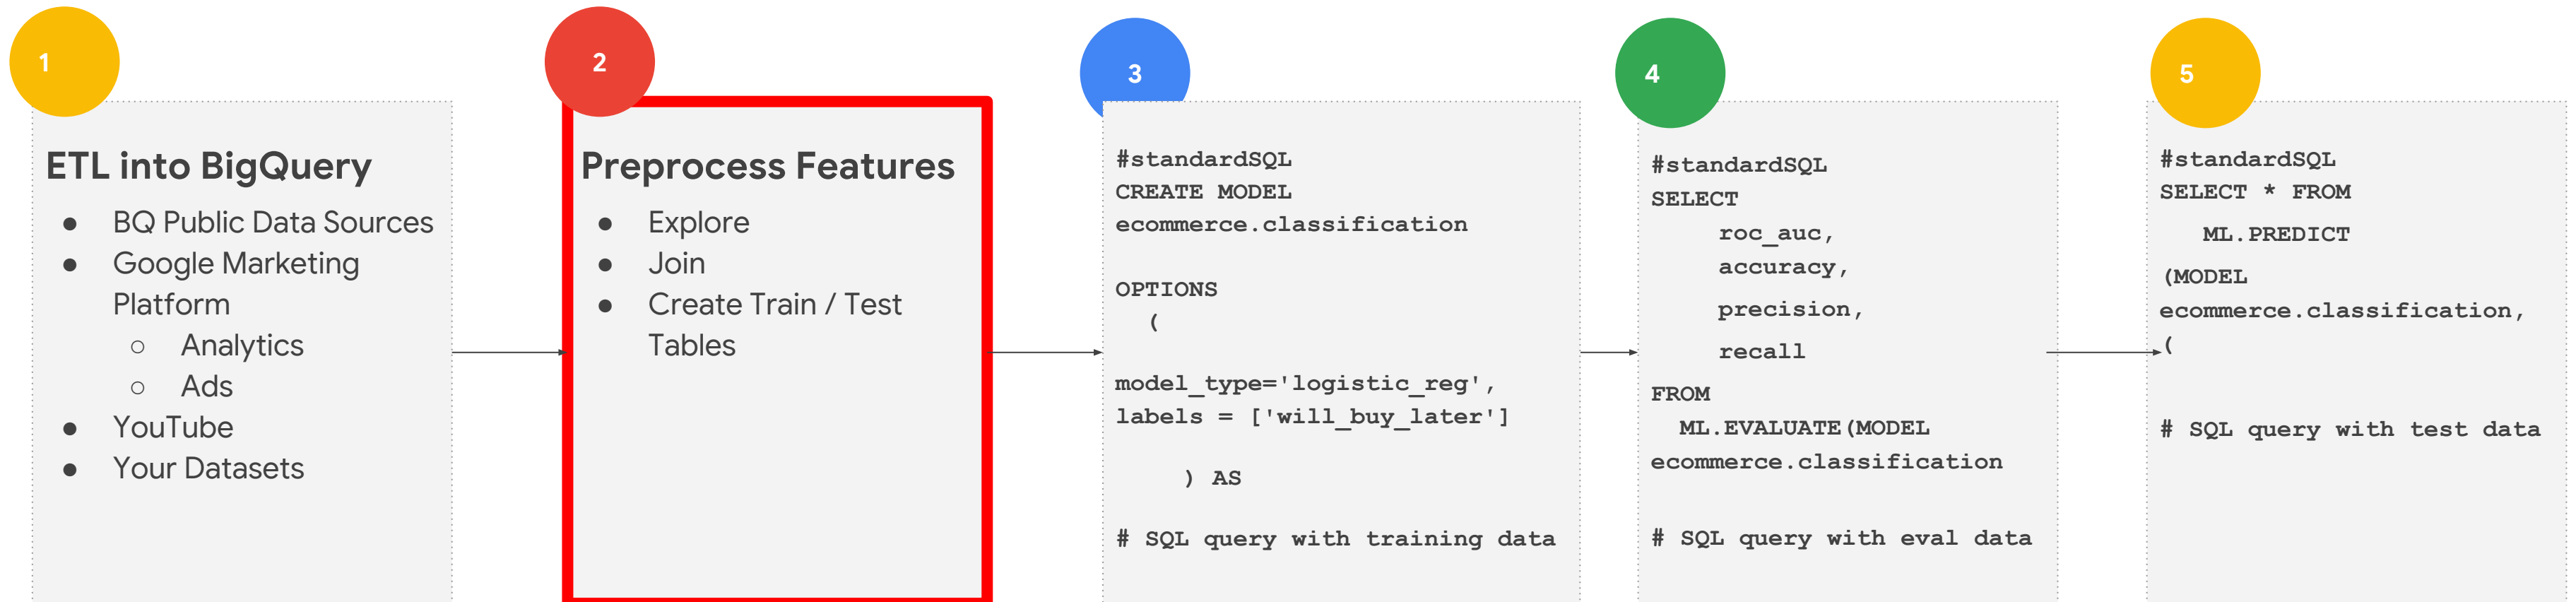 1
ETL into BigQuery
● BQ Public Data Sources
● Google Marketing
Platform
○ Analytics
○ Ads
● YouTube
● Your Datasets
2
Preprocess Features
● Explore
● Join
● Create Train / Test
Tables
3
#standardSQL
CREATE MODEL
ecommerce.classification
OPTIONS
(
model_type='logistic_reg',
labels = ['will_buy_later']
) AS
# SQL query with training data
4
#standardSQL
SELECT
roc_auc,
accuracy,
precision,
recall
FROM
ML.EVALUATE(MODEL
ecommerce.classification
# SQL query with eval data
5
#standardSQL
SELECT * FROM
ML.PREDICT
(MODEL
ecommerce.classification,
(
# SQL query with test data